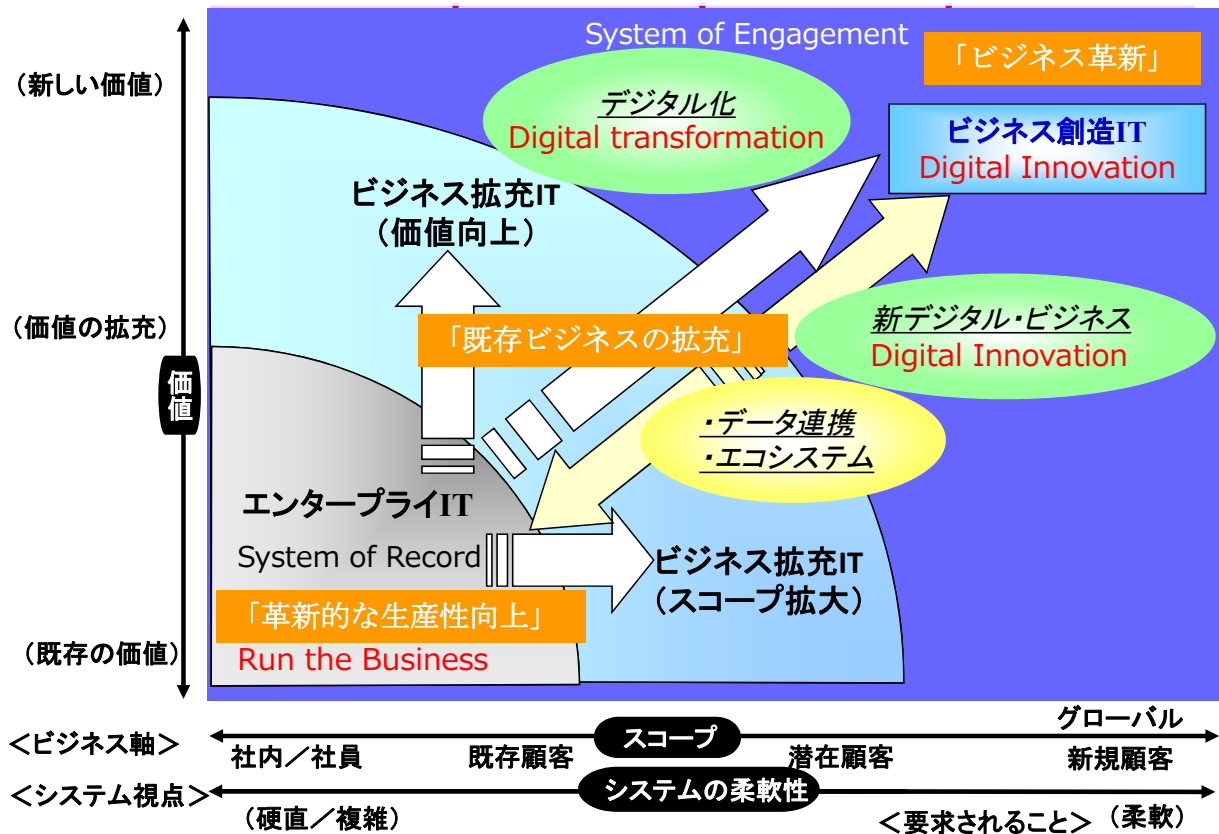 System of Engagement
「ビジネス革新」
(新しい価値)
デジタル化
Digital transformation
ビジネス創造IT
Digital Innovation
ビジネス拡充IT
(価値向上)
(価値の拡充)
「既存ビジネスの拡充」
新デジタル・ビジネス
Digital Innovation
価値
・データ連携
・エコシステム
エンタープライIT
System of Record
ビジネス拡充IT
(スコープ拡大)
「革新的な生産性向上」
(既存の価値)
Run the Business
グローバル
<ビジネス軸>
スコープ
社内/社員
既存顧客
潜在顧客
新規顧客
<システム視点>
システムの柔軟性
(硬直/複雑)
<要求されること>
(柔軟)